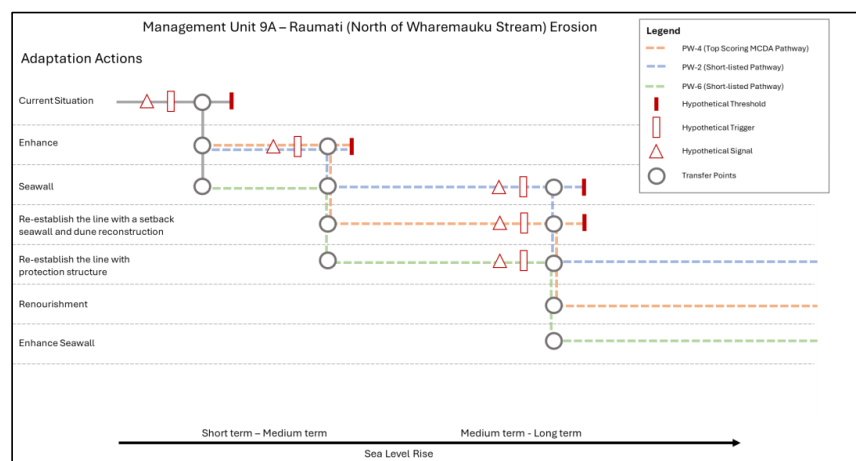 Management Unit 9A – Raumati (North of Wharemauku Stream) Erosion
Adaptation Actions
Current Situation
Enhance
Seawall
Re-establish the line with a setback
seawall and dune reconstruction
Re-establish the line with
protection structure
Renourishment
Enhance Seawall
Legend
PW-4 (Top Scoring MCDA Pathway)
PW-2 (Short-listed Pathway)
PW-6 (Short-listed Pathway)
Hypothetical Threshold
Hypothetical Trigger
Hypothetical Signal
Transfer Points
Short term – Medium term
Medium term - Long term
Sea Level Rise